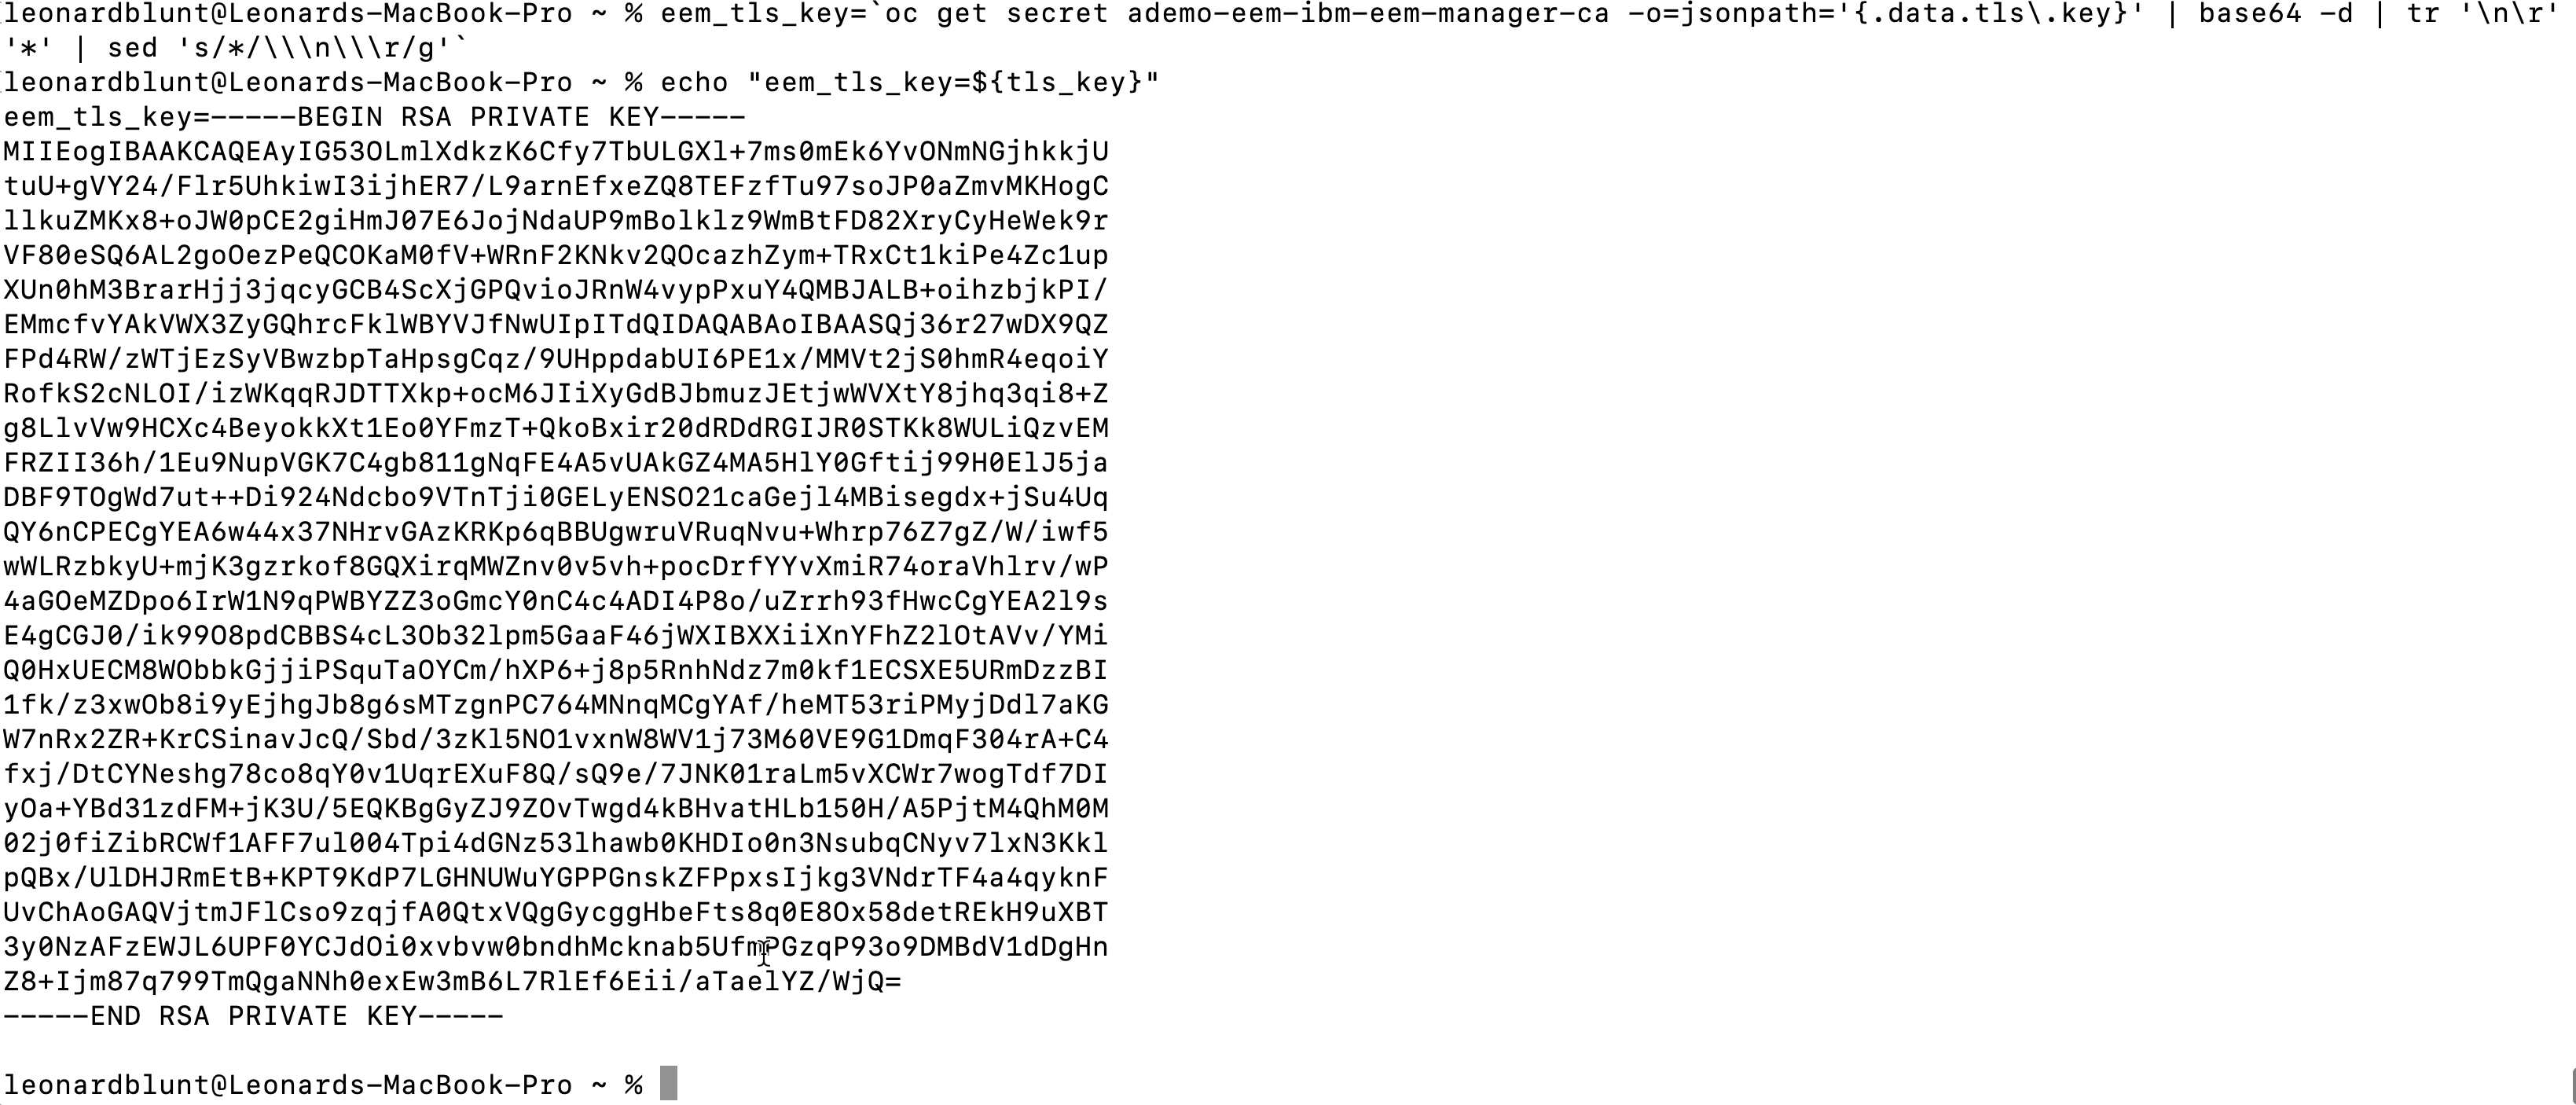 leonardblunt@Leonards-MacBook-Pro ~ % eem_tls_key=`oc get secret ademo-eem-ibm-eem-manager-ca -o=jsonpath='{.data.tls\.key}' | base64 -d | tr '\n\r'
'*' | sed 's/*/\\\n\\\r/g'`
leonardblunt@Leonards-MacBook-Pro ~ % echo "eem_tls_key=${tls_key}"
eem_tls_key=-----BEGIN RSA PRIVATE KEY-----
MIIEogIBAAKCAQEAyIG53OLmlXdkzK6Cfy7TbULGXl+7ms0mEk6YvONmNGjhkkjU
tuU+gVY24/Flr5UhkiwI3ijhER7/L9arnEfxeZQ8TEFzfTu97soJP0aZmvMKHogC
llkuZMKx8+oJW0pCE2giHmJ07E6JojNdaUP9mBolklz9WmBtFD82XryCyHeWek9r
VF80eSQ6AL2goOezPeQCOKaM0fV+WRnF2KNkv2QOcazhZym+TRxCt1kiPe4Zc1up
XUn0hM3BrarHjj3jqcyGCB4ScXjGPQvioJRnW4vypPxuY4QMBJALB+oihzbjkPI/
EMmcfvYAkVWX3ZyGQhrcFklWBYVJfNwUIpITdQIDAQABAoIBAASQj36r27wDX9QZ
FPd4RW/zWTjEzSyVBwzbpTaHpsgCqz/9UHppdabUI6PE1x/MMVt2jS0hmR4eqoiY
RofkS2cNLOI/izWKqqRJDTTXkp+ocM6JIiXyGdBJbmuzJEtjwWVXtY8jhq3qi8+Z
g8LlvVw9HCXc4BeyokkXt1Eo0YFmzT+QkoBxir20dRDdRGIJR0STKk8WULiQzvEM
FRZII36h/1Eu9NupVGK7C4gb811gNqFE4A5vUAkGZ4MA5HlY0Gftij99H0ElJ5ja
DBF9TOgWd7ut++Di924Ndcbo9VTnTji0GELyENSO21caGejl4MBisegdx+jSu4Uq
QY6nCPECgYEA6w44x37NHrvGAzKRKp6qBBUgwruVRuqNvu+Whrp76Z7gZ/W/iwf5
wWLRzbkyU+mjK3gzrkof8GQXirqMWZnv0v5vh+pocDrfYYvXmiR74oraVhlrv/wP
4aGOeMZDpo6IrW1N9qPWBYZZ3oGmcY0nC4c4ADI4P8o/uZrrh93fHwcCgYEA2l9s
E4gCGJ0/ik99O8pdCBBS4cL3Ob32lpm5GaaF46jWXIBXXiiXnYFhZ2lOtAVv/YMi
Q0HxUECM8WObbkGjjiPSquTaOYCm/hXP6+j8p5RnhNdz7m0kf1ECSXE5URmDzzBI
1fk/z3xwOb8i9yEjhgJb8g6sMTzgnPC764MNnqMCgYAf/heMT53riPMyjDdl7aKG
W7nRx2ZR+KrCSinavJcQ/Sbd/3zKl5NO1vxnW8WV1j73M60VE9G1DmqF304rA+C4
fxj/DtCYNeshg78co8qY0v1UqrEXuF8Q/sQ9e/7JNK01raLm5vXCWr7wogTdf7DI
yOa+YBd31zdFM+jK3U/5EQKBgGyZJ9ZOvTwgd4kBHvatHLb150H/A5PjtM4QhM0M
02j0fiZibRCWf1AFF7ul004Tpi4dGNz53lhawb0KHDIo0n3NsubqCNyv7lxN3Kkl
pQBx/UlDHJRmEtB+KPT9KdP7LGHNUWuYGPPGnskZFPpxsIjkg3VNdrTF4a4qyknF
UvChAoGAQVjtmJFlCso9zqjfA0QtxVQgGycggHbeFts8q0E8Ox58detREkH9uXBT
3y0NzAFzEWJL6UPF0YCJdOi0xvbvw0bndhMcknab5UfmPGzqP93o9DMBdV1dDgHn
Z8+Ijm87q799TmQgaNNh0exEw3mB6L7RlEf6Eii/aTaelYZ/WjQ=
-----END RSA PRIVATE KEY-----
leonardblunt@Leonards-MacBook-Pro ~ %